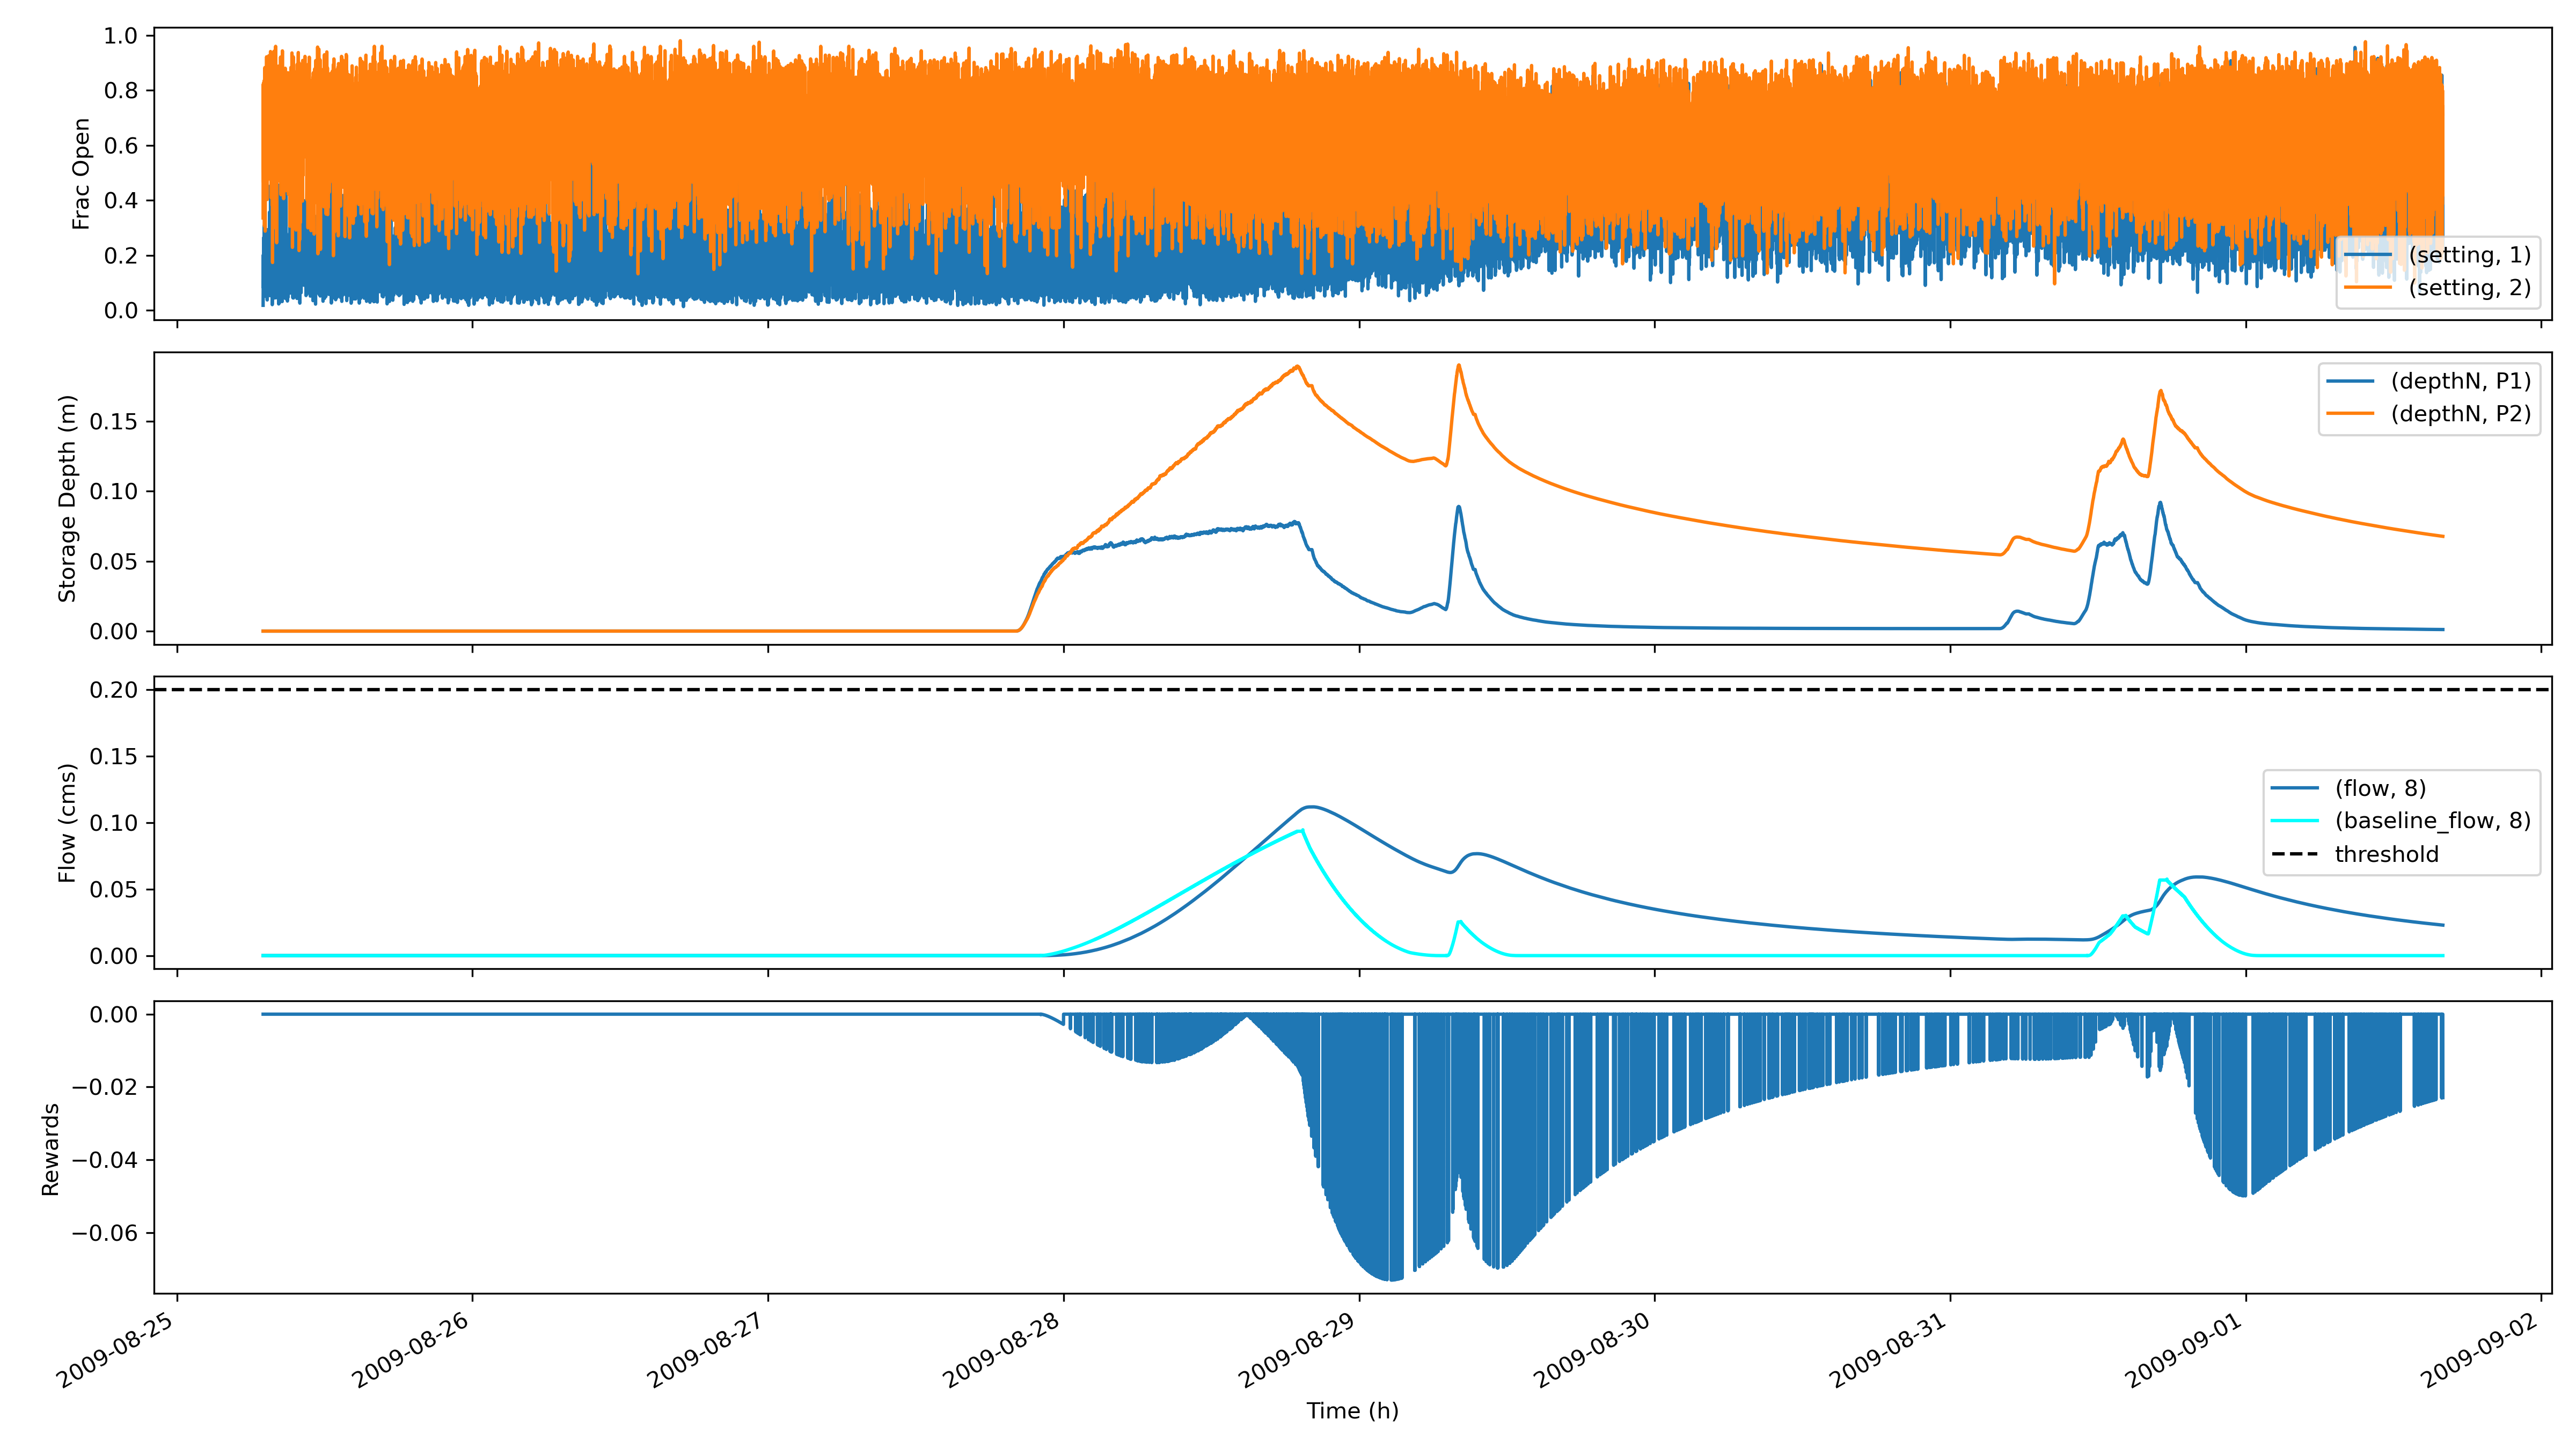 1.0
0.8
0.6
0.4
0.2
0.0
Frac Open
(setting, 1)
(setting, 2)
0.15
0.10
0.05
0.00
Storage Depth (m)
(depthN, P1)
(depthN, P2)
0.20
0.15
0.10
0.05
0.00
Flow (cms)
(flow, 8)
(baseline_flow, 8)
threshold
0.00
−0.02
−0.04
−0.06
Rewards
2009-08-25
2009-08-26
2009-08-27
2009-08-28
2009-08-29
2009-08-30
2009-08-31
2009-09-01
2009-09-02
Time (h)